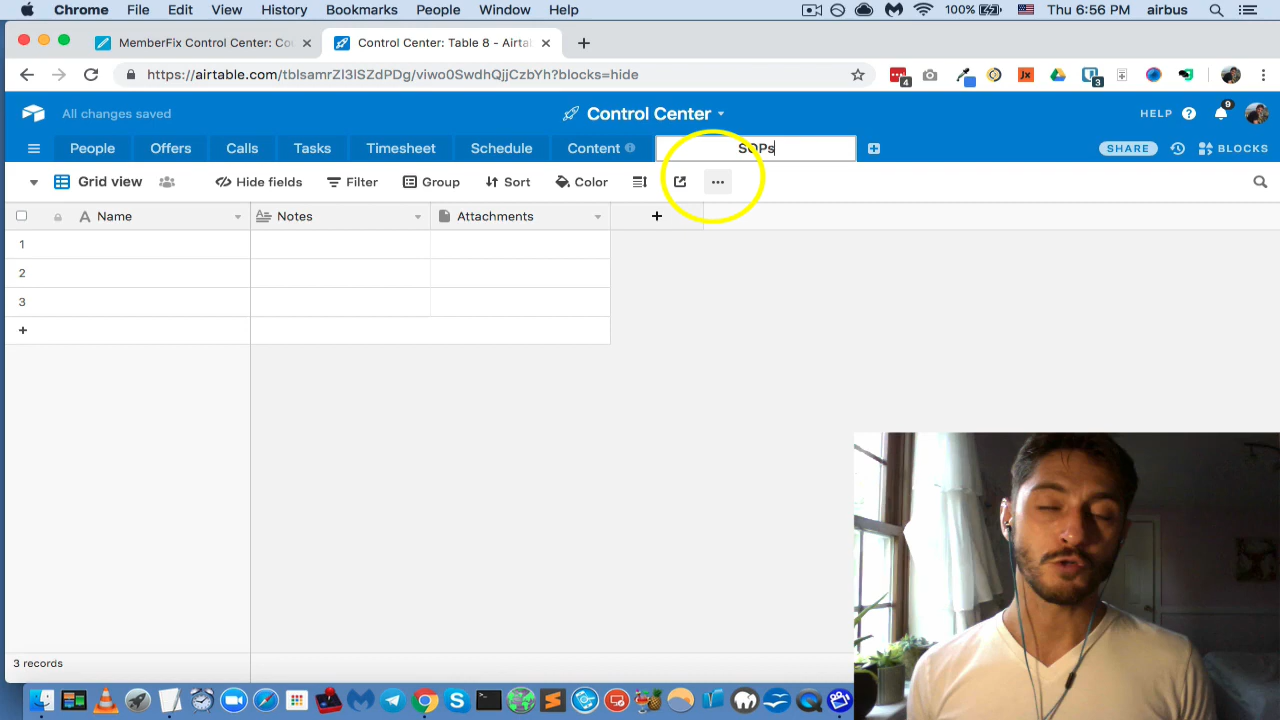 Chrome File Edit View History Bookmarks People Window Help 100% Thu 6:56 PM airbus
MemberFix Control Center: Co Control Center: Table 8 - Airta
https://airtable.com/tblsamrZl3lSZdPDg/viwo0SwdhQjjCzbYh?blocks=hide 4 3
All changes saved Control Center HELP ? 9
People Offers Calls Tasks Timesheet Schedule Content SOPs SHARE BLOCKS
Grid view Hide fields Filter Group Sort Color
A Name Notes Attachments +
1
2
3
+
3 records